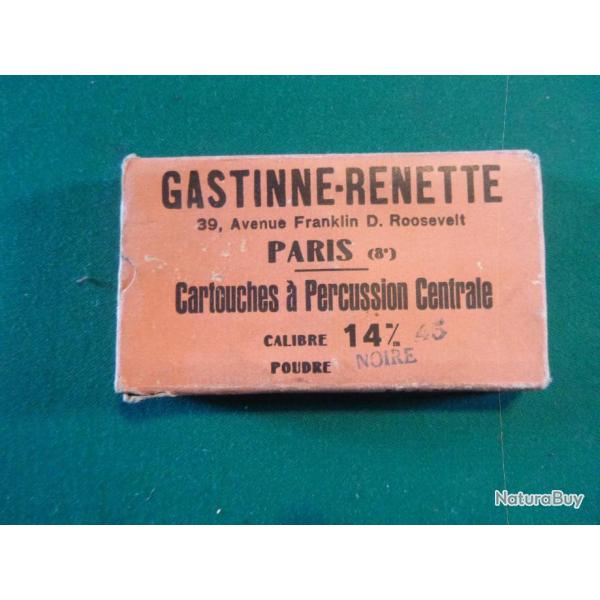 GASTINNE-RENETTE
39, Avenue Franklin D. Roosevelt
PARIS (8e)
Cartouches à Percussion Centrale
CALIBRE 14 m/m 45
POUDRE NOIRE
NaturaBuy